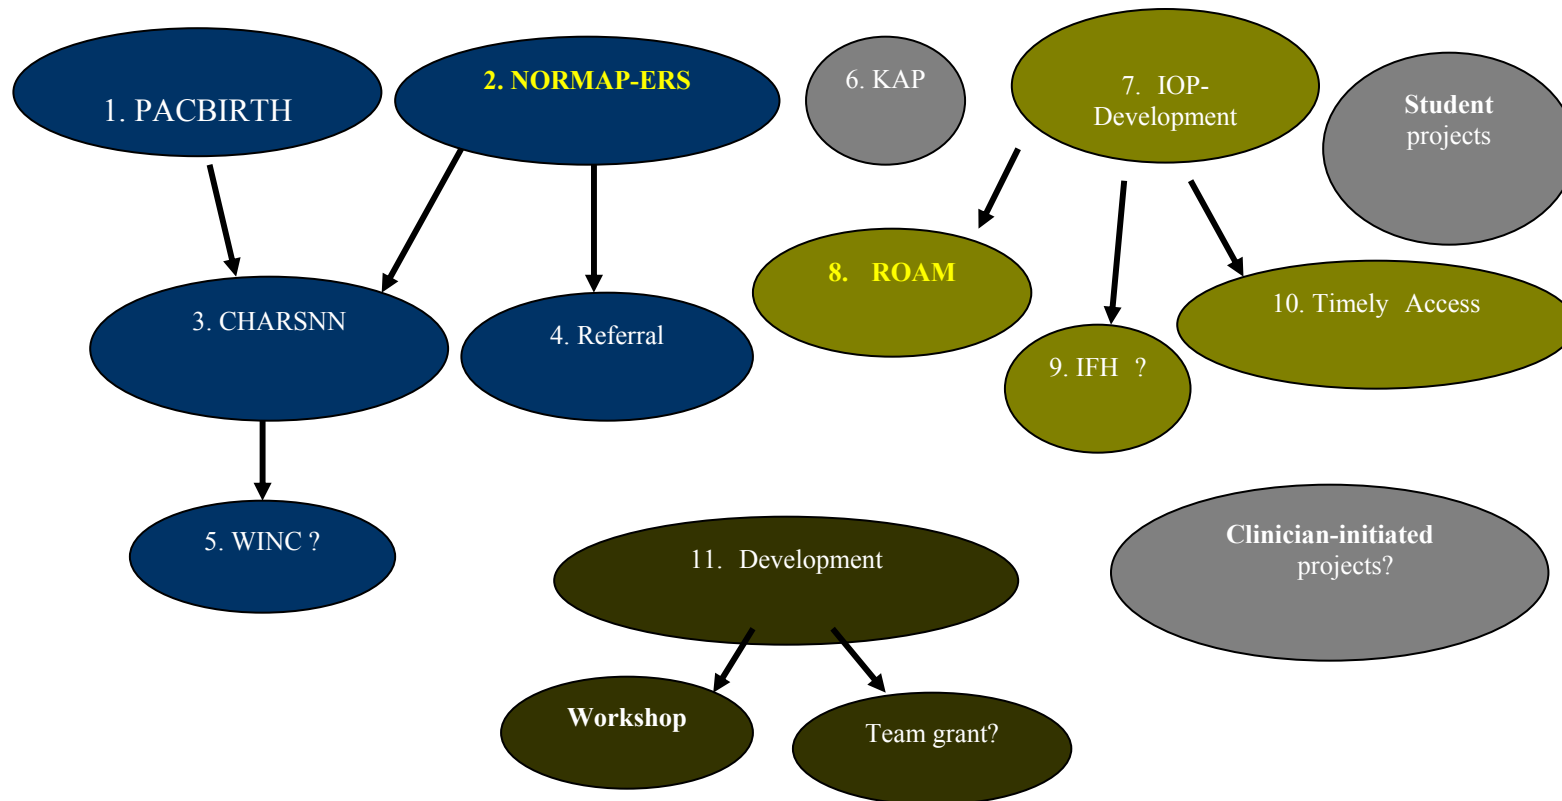 1. PACBIRTH
2. NORMAP-ERS
6. KAP
7. IOP-
Development
Student
projects
3. CHARSNN
4. Referral
8. ROAM
9. IFH ?
10. Timely Access
5. WINC ?
11. Development
Clinician-initiated
projects?
Workshop
Team grant?